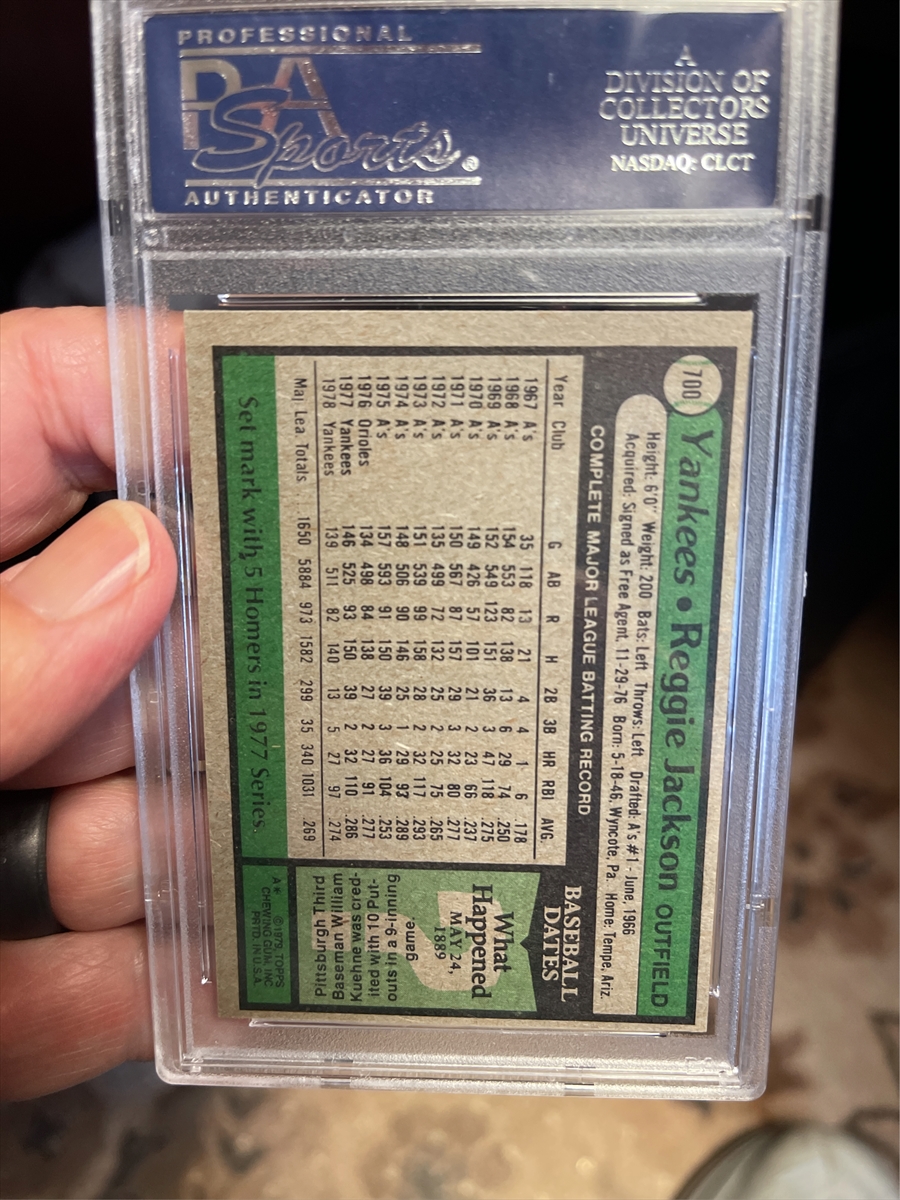 PROFESSIONAL
PSA
Sports®
AUTHENTICATOR
A
DIVISION OF
COLLECTORS
UNIVERSE
NASDAQ: CLCT
700
Yankees • Reggie Jackson OUTFIELD
Height: 6'0" Weight: 200 Bats: Left Throws: Left Drafted: A's #1 - June, 1966
Acquired: Signed as Free Agent, 11-29-76 Born: 5-18-46, Wyncote, Pa. Home: Tempe, Ariz.
COMPLETE MAJOR LEAGUE BATTING RECORD
Year Club G AB R H 2B 3B HR RBI AVG.
1967 A's 35 118 13 21 4 4 1 6 .178
1968 A's 154 553 82 138 13 6 29 74 .250
1969 A's 152 549 123 151 36 3 47 118 .275
1970 A's 149 426 57 101 21 2 23 66 .237
1971 A's 150 567 87 157 29 3 32 80 .277
1972 A's 135 499 72 132 25 2 25 75 .265
1973 A's 151 539 99 158 28 2 32 117 .293
1974 A's 148 506 90 146 25 1 29 93 .289
1975 A's 157 593 91 150 39 3 36 104 .253
1976 Orioles 134 498 84 138 27 2 27 91 .277
1977 Yankees 146 525 93 150 39 2 32 110 .286
1978 Yankees 139 511 82 140 13 5 27 97 .274
Maj. Lea. Totals 1650 5884 973 1582 299 35 340 1031 .269
BASEBALL
DATES
What
Happened
MAY 24,
1889
Pittsburgh Third
Baseman William
Kuehne was cred-
ited with 10 Put-
outs in a 9-inning
game.
Set mark with 5 Homers in 1977 Series.
A✱ ©1979, TOPPS
CHEWING GUM, INC.
PRTD. IN U.S.A.